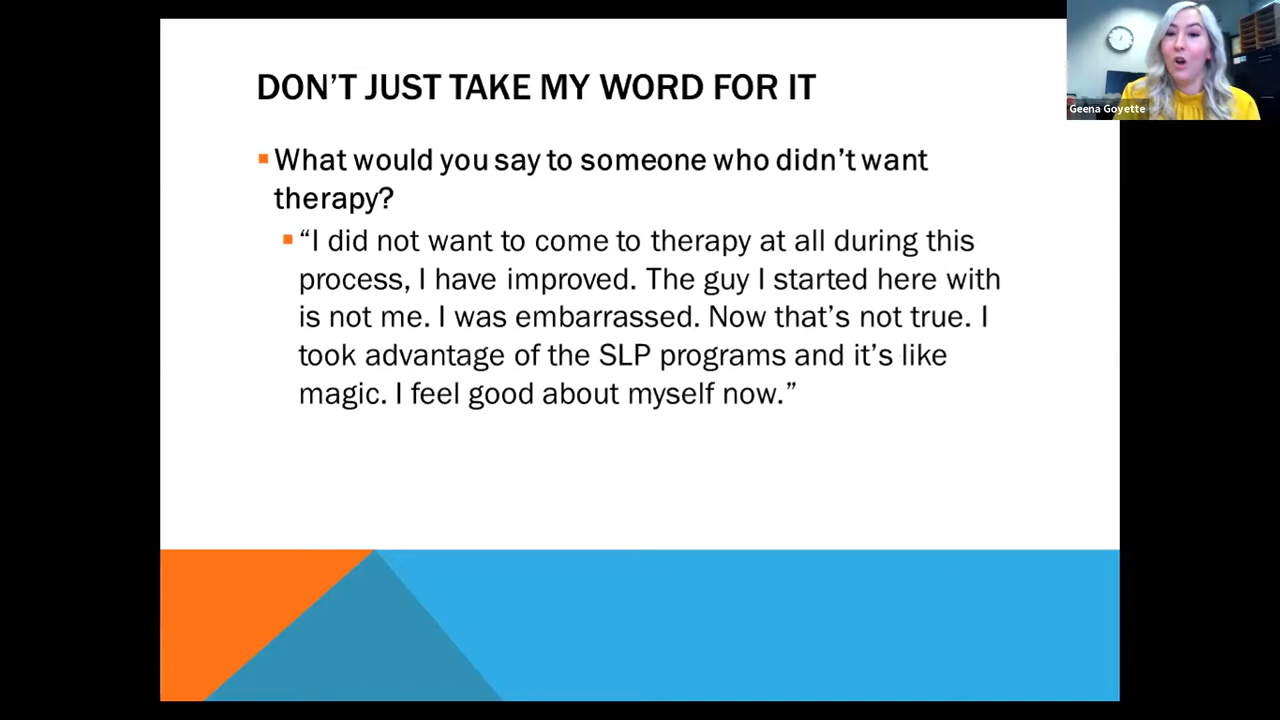 DON'T JUST TAKE MY WORD FOR IT
Geena Goyette
What would you say to someone who didn't want
therapy?
"I did not want to come to therapy at all during this
process, I have improved. The guy I started here with
is not me. I was embarrassed. Now that's not true. I
took advantage of the SLP programs and it's like
magic. I feel good about myself now."